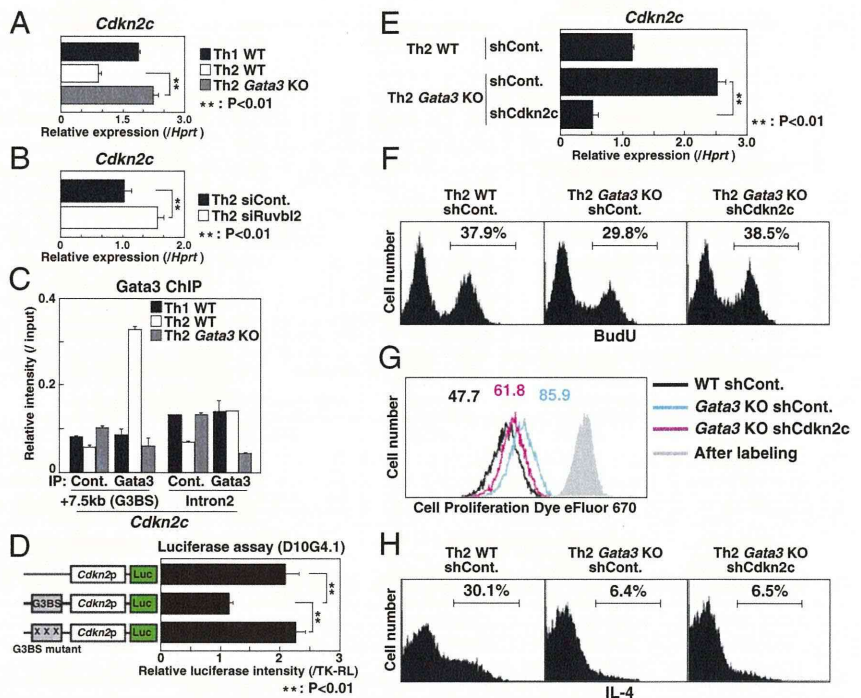 A
Cdkn2c
Th1 WT
Th2 WT
Th2 Gata3 KO
** : P<0.01
**
0 1.5 3.0
Relative expression (/Hprt)
B
Cdkn2c
Th2 siCont.
Th2 siRuvbl2
** : P<0.01
**
0 1.0 2.0
Relative expression (/Hprt)
C
Gata3 ChIP
Th1 WT
Th2 WT
Th2 Gata3 KO
Relative intensity (/ input)
0.4
0.2
0
IP: Cont. Gata3 Cont. Gata3
+7.5kb (G3BS) Intron2
Cdkn2c
D
Luciferase assay (D10G4.1)
Cdkn2p Luc
G3BS Cdkn2p Luc
X X X Cdkn2p Luc
G3BS mutant
**
**
0 1 2 3
Relative luciferase intensity (/TK-RL)
** : P<0.01
E
Cdkn2c
Th2 WT shCont.
Th2 Gata3 KO
shCont.
shCdkn2c
**
** : P<0.01
0 1.0 2.0 3.0
Relative expression (/Hprt)
F
Th2 WT shCont.
Th2 Gata3 KO shCont.
Th2 Gata3 KO shCdkn2c
37.9% 29.8% 38.5%
Cell number
BudU
G
47.7 61.8 85.9
Cell number
Cell Proliferation Dye eFluor 670
WT shCont.
Gata3 KO shCont.
Gata3 KO shCdkn2c
After labeling
H
Th2 WT shCont.
Th2 Gata3 KO shCont.
Th2 Gata3 KO shCdkn2c
30.1% 6.4% 6.5%
Cell number
IL-4